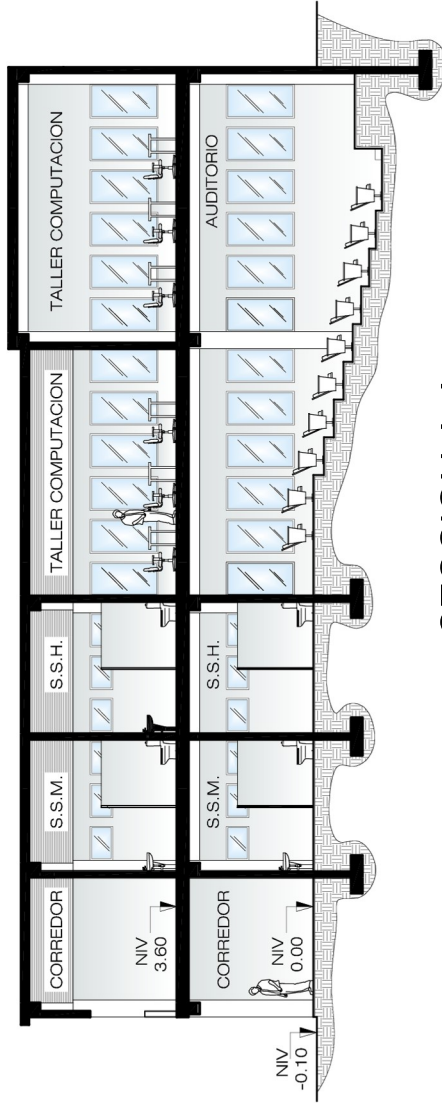 CORREDOR
S.S.M.
S.S.H.
TALLER COMPUTACION
TALLER COMPUTACION
NIV
3.60
CORREDOR
S.S.M.
S.S.H.
AUDITORIO
NIV
0.00
NIV
-0.10